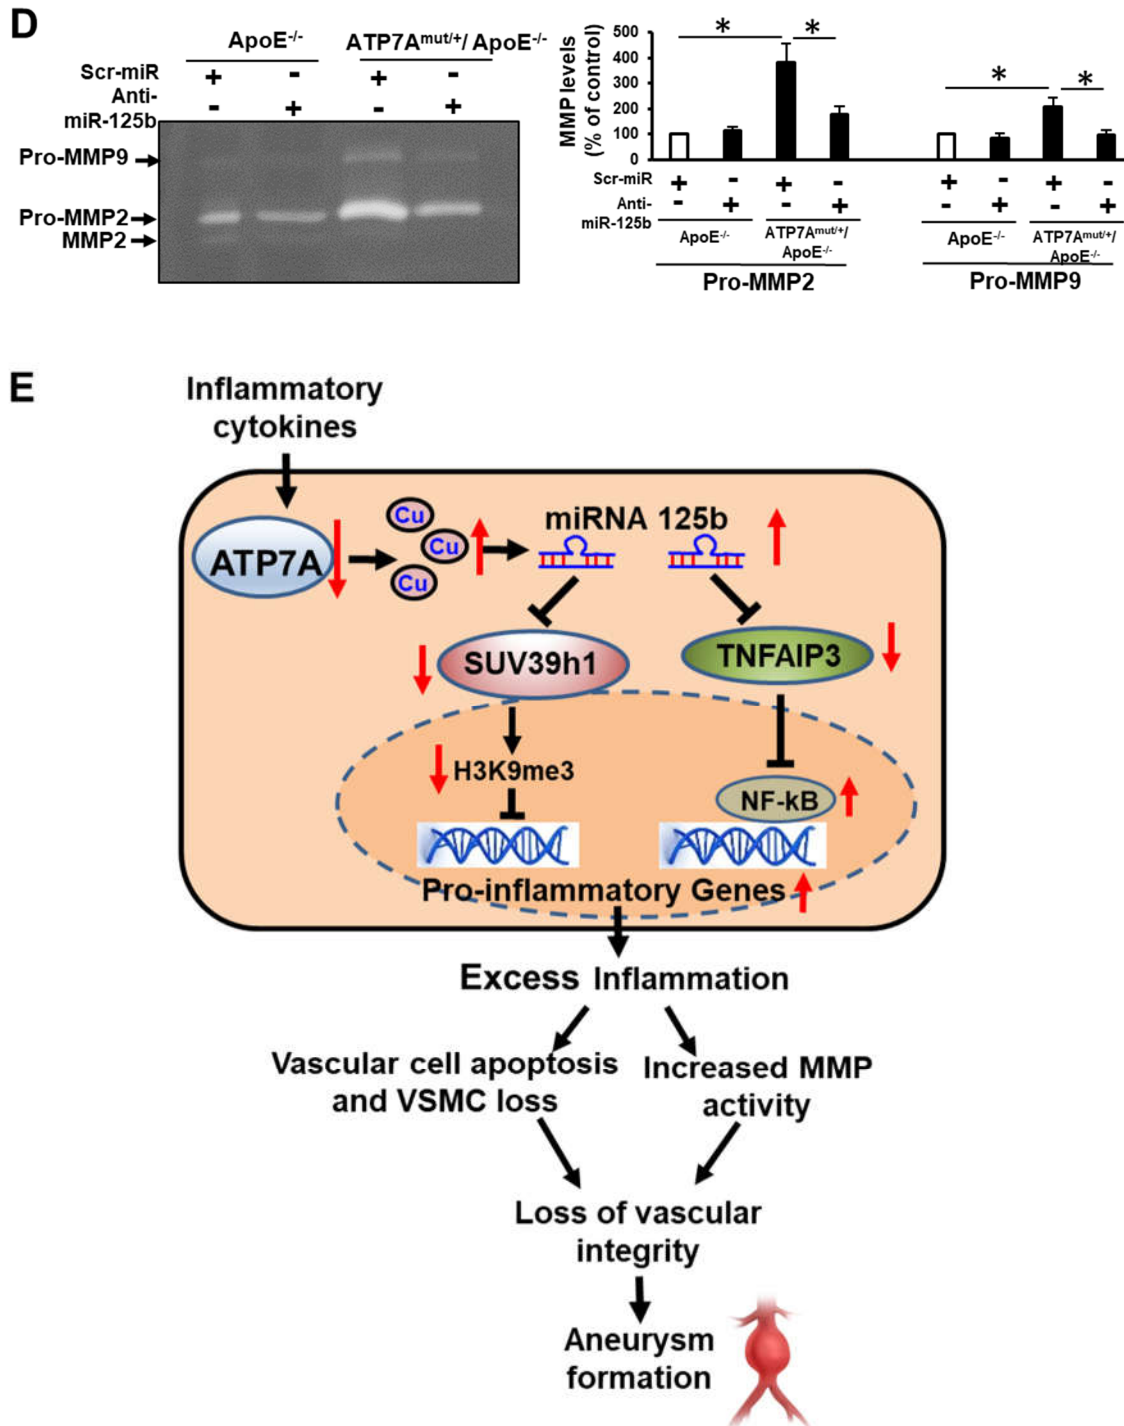 D
ApoE-/-
ATP7Amut/+/ ApoE-/-
Scr-miR
+
-
+
-
Anti-
miR-125b
-
+
-
+
Pro-MMP9
Pro-MMP2
MMP2
MMP levels
(% of control)
500
400
300
200
100
0
*
*
*
*
Scr-miR
+
-
+
-
+
-
+
-
Anti-
miR-125b
-
+
-
+
-
+
-
+
ApoE-/-
ATP7Amut/+/
ApoE-/-
ApoE-/-
ATP7Amut/+/
ApoE-/-
Pro-MMP2
Pro-MMP9
E
Inflammatory
cytokines
ATP7A
Cu
Cu
Cu
miRNA 125b
SUV39h1
TNFAIP3
H3K9me3
NF-kB
Pro-inflammatory Genes
Excess Inflammation
Vascular cell apoptosis
and VSMC loss
Increased MMP
activity
Loss of vascular
integrity
Aneurysm
formation